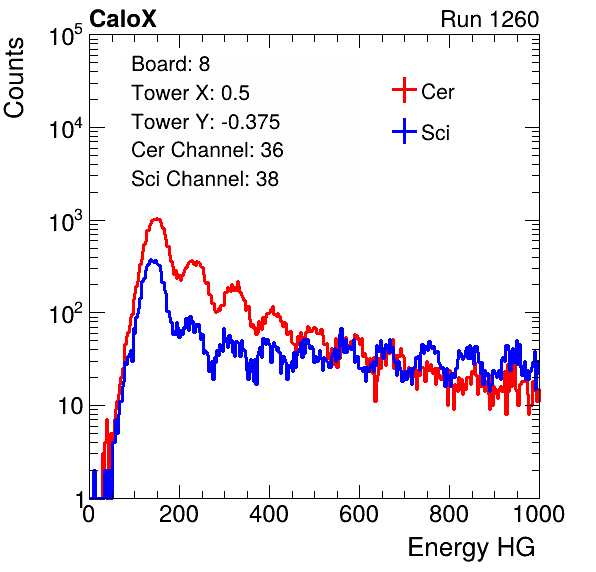 CaloX Run 1260
Counts
Board: 8
Tower X: 0.5
Tower Y: -0.375
Cer Channel: 36
Sci Channel: 38
Cer
Sci
10^5
10^4
10^3
10^2
10
1
0 200 400 600 800 1000
Energy HG